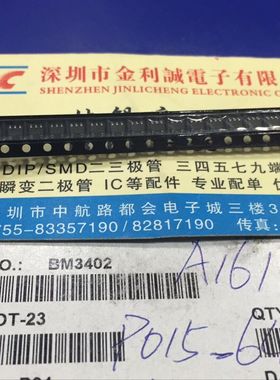 C 深圳市金利誠電子有限
SHENZHEN JINLICHENG ELECTRONIC C
DIP/SMD二三极管 三四五七九端
瞬变二极管 IC等配件 专业配单
圳市中航路都会电子城三楼3
755-83357190/82817190 传真:
O.: BM3402
A161
OT-23
QTY
P015-6